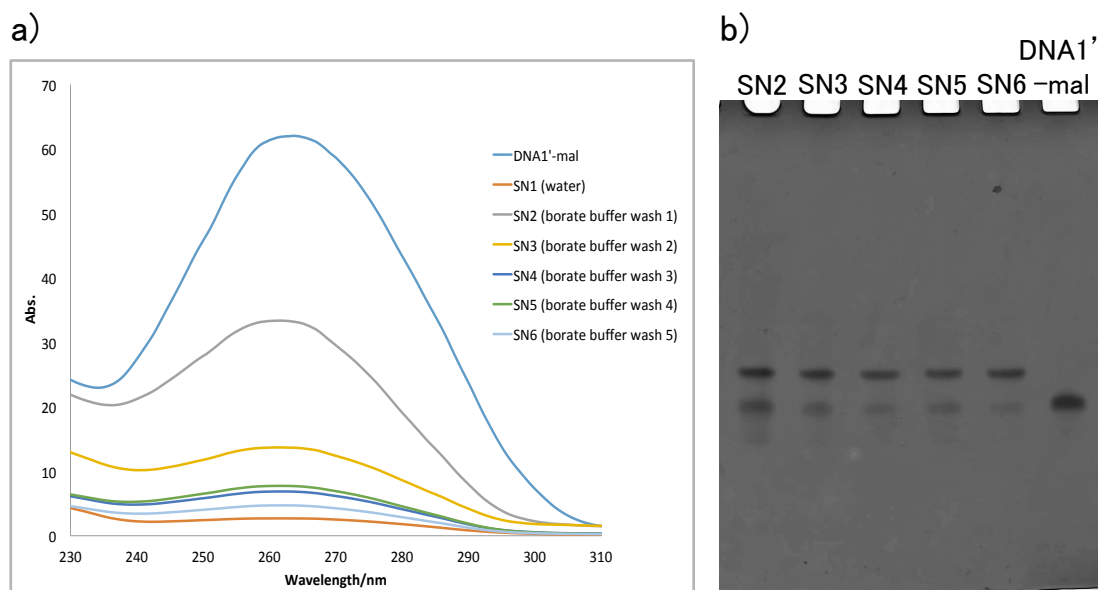 a)
70
60
50
40
30
20
10
0
Abs.
230 240 250 260 270 280 290 300 310
Wavelength/nm
DNA1'-mal
SN1 (water)
SN2 (borate buffer wash 1)
SN3 (borate buffer wash 2)
SN4 (borate buffer wash 3)
SN5 (borate buffer wash 4)
SN6 (borate buffer wash 5)
b)
DNA1’
SN2 SN3 SN4 SN5 SN6 -mal